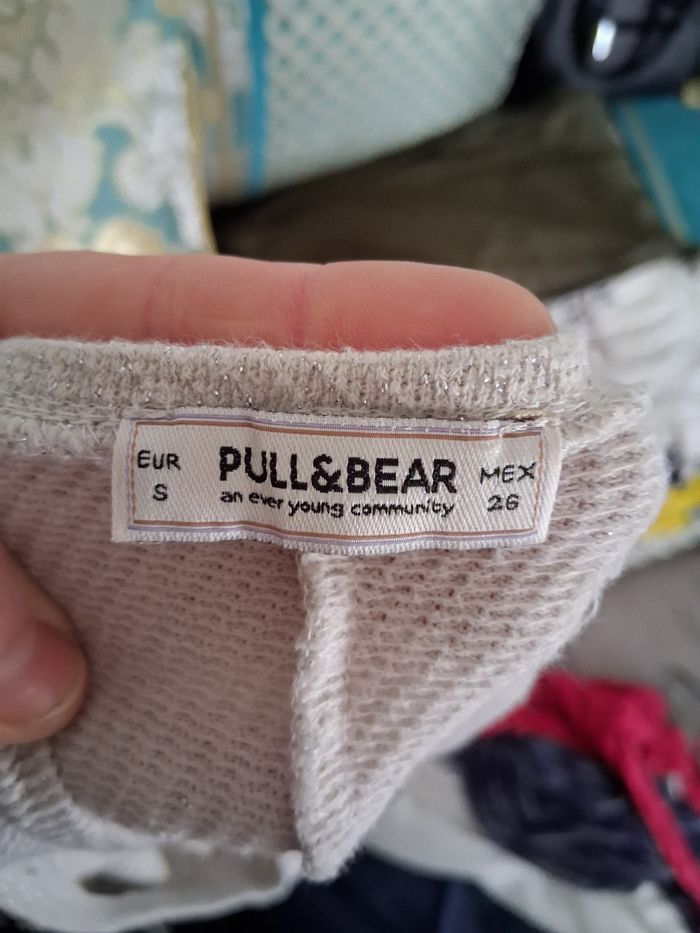 EUR
S
PULL&BEAR
an ever young community
MEX
26